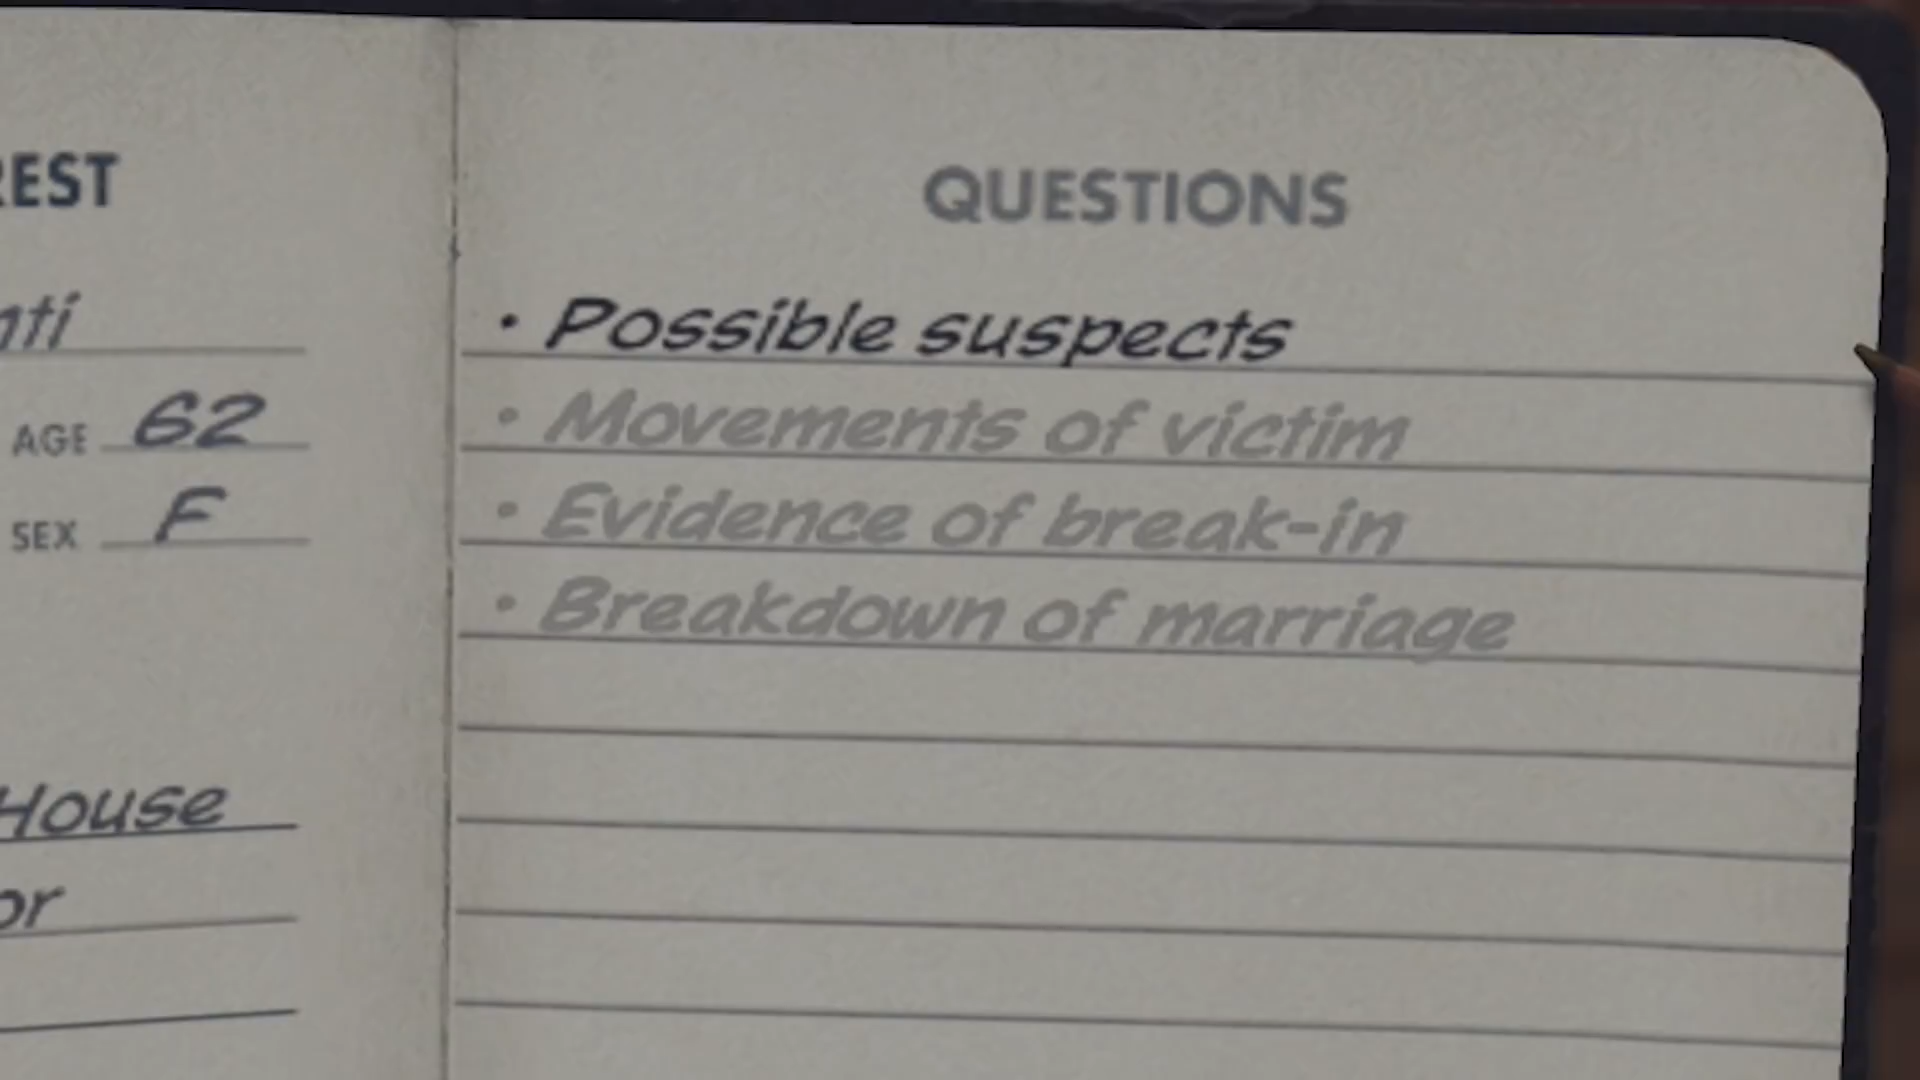 REST
nti
AGE 62
SEX F
House
or
QUESTIONS
• Possible suspects
• Movements of victim
• Evidence of break-in
• Breakdown of marriage